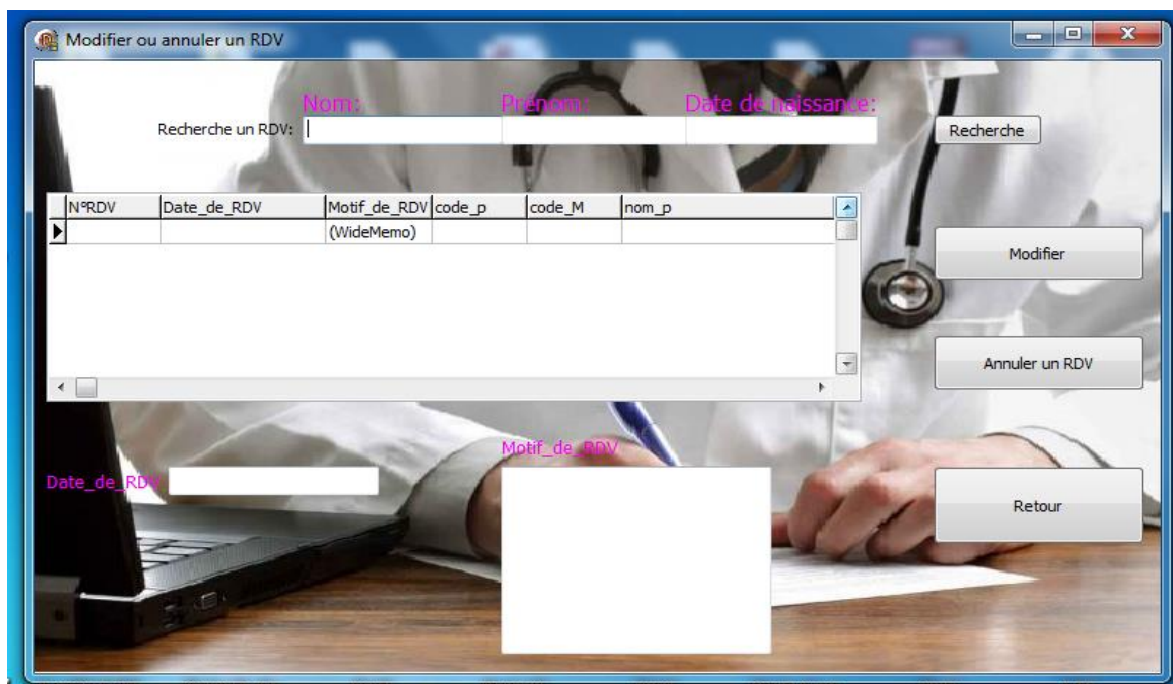 Modifier ou annuler un RDV
Nom: Prénom: Date de naissance:
Recherche un RDV: Recherche
N°RDV Date_de_RDV Motif_de_RDV code_p code_M nom_p
(WideMemo)
Modifier
Annuler un RDV
Motif_de_RDV
Date_de_RDV
Retour